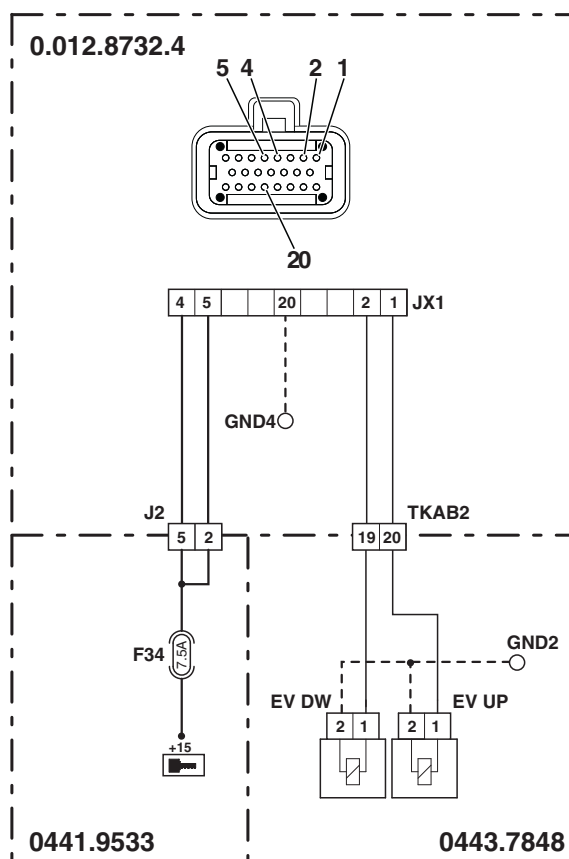 0.012.8732.4
5 4 2 1
20
4 5 20 2 1 JX1
GND4
J2 TKAB2
5 2 19 20
F34 7.5A
GND2
EV DW EV UP
2 1 2 1
+15
0441.9533 0443.7848